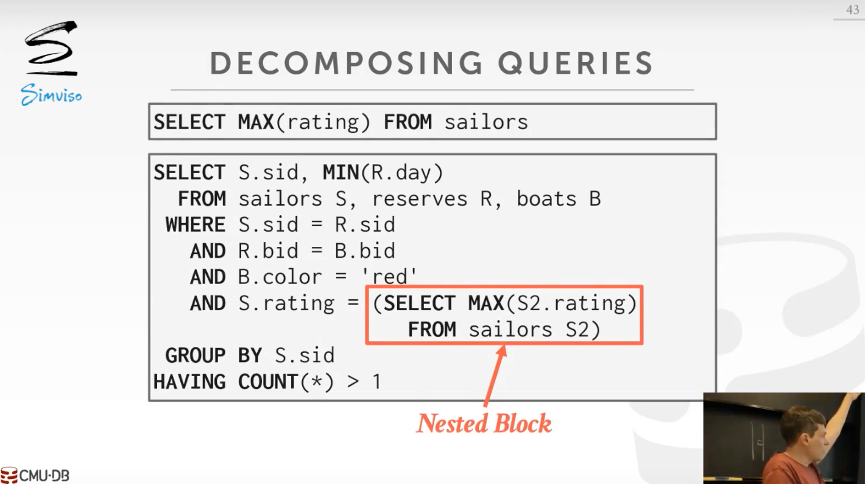 43
Simviso
DECOMPOSING QUERIES
SELECT MAX(rating) FROM sailors
SELECT S.sid, MIN(R.day)
FROM sailors S, reserves R, boats B
WHERE S.sid = R.sid
AND R.bid = B.bid
AND B.color = 'red'
AND S.rating = (SELECT MAX(S2.rating)
FROM sailors S2)
GROUP BY S.sid
HAVING COUNT(*) > 1
Nested Block
CMU·DB